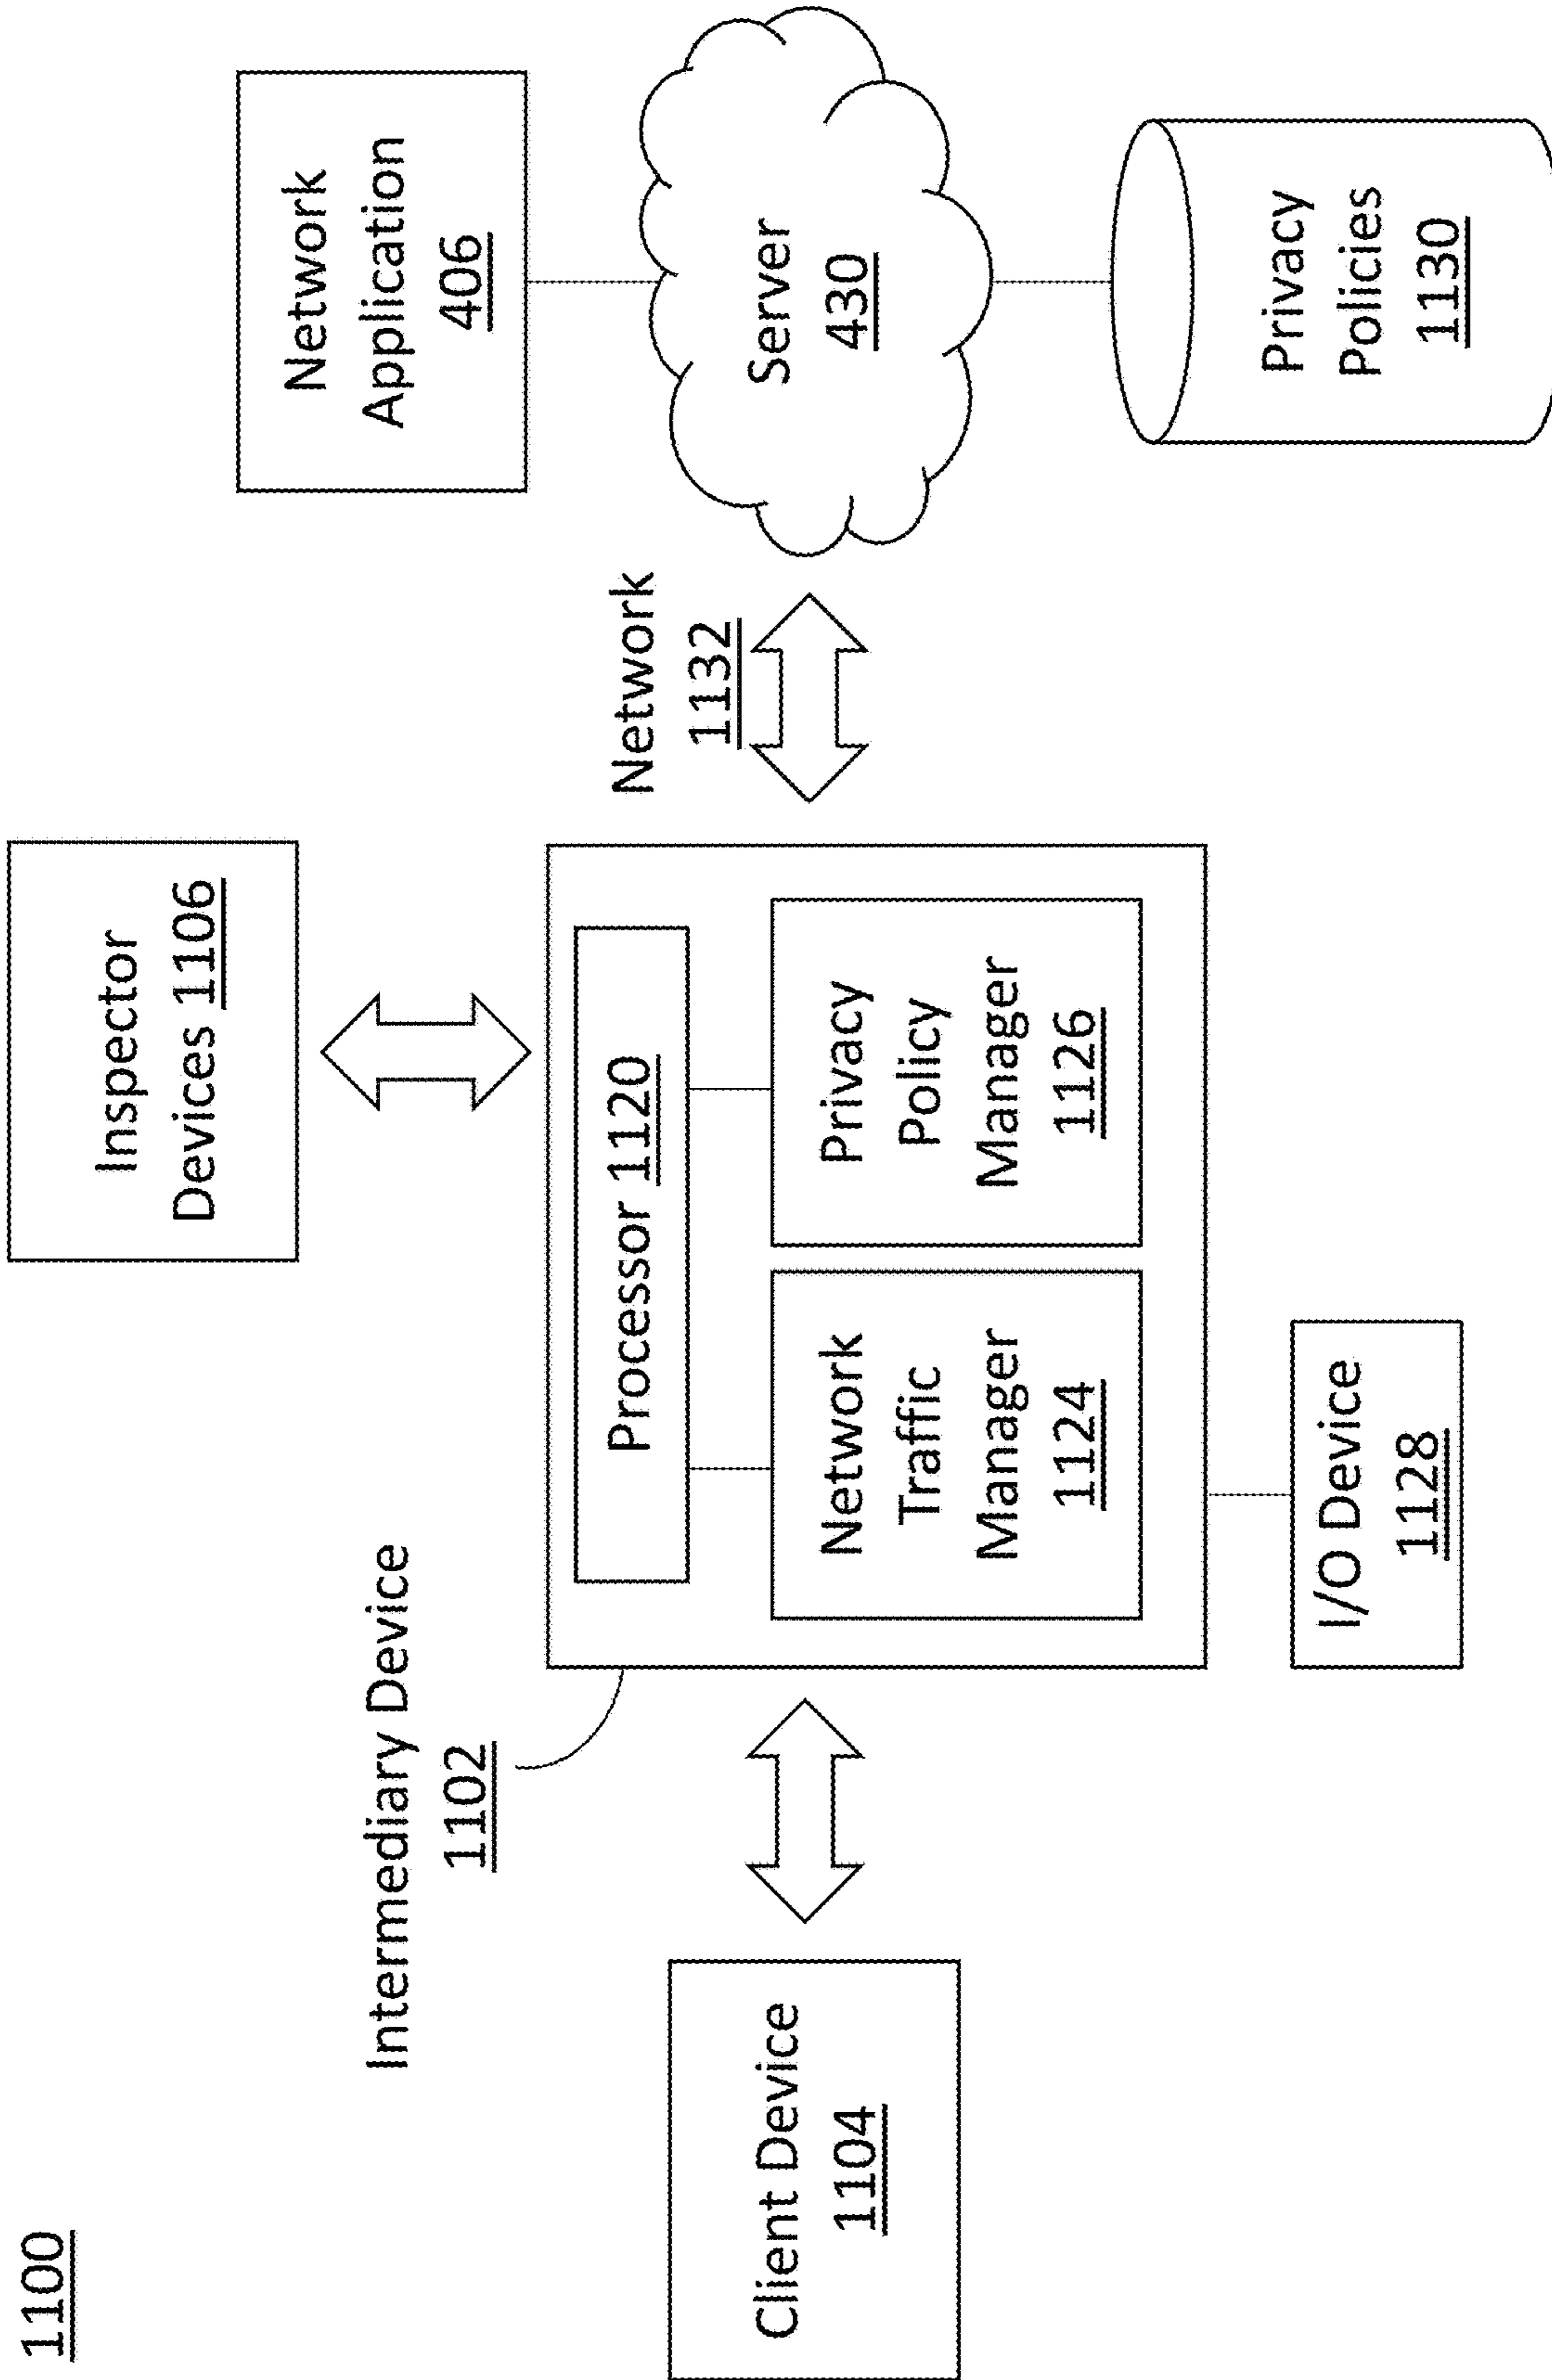 1100
Inspector
Devices 1106
Network
Application
406
Intermediary Device
1102
Network
1132
Client Device
1104
Processor 1120
Network
Traffic
Manager
1124
Privacy
Policy
Manager
1126
Server
430
I/O Device
1128
Privacy
Policies
1130